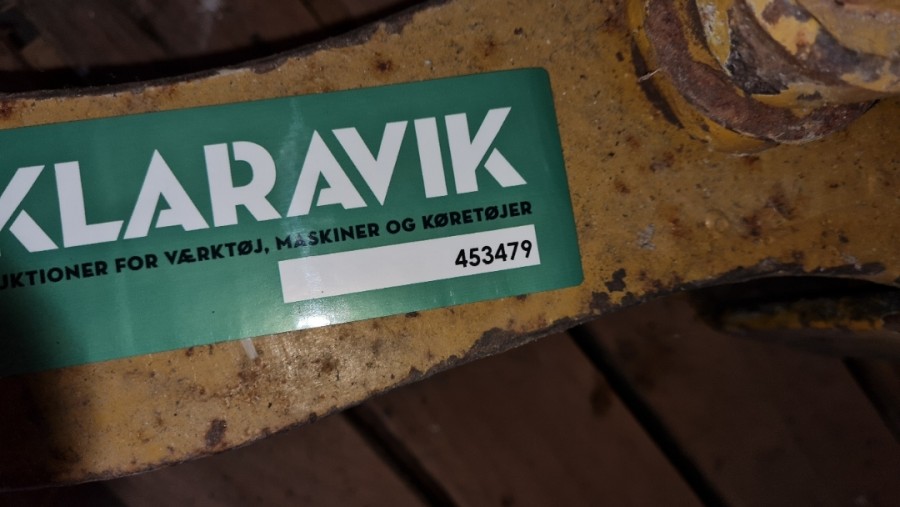 KLARAVIK
UKTIONER FOR VÆRKTØJ, MASKINER OG KØRETØJER
453479